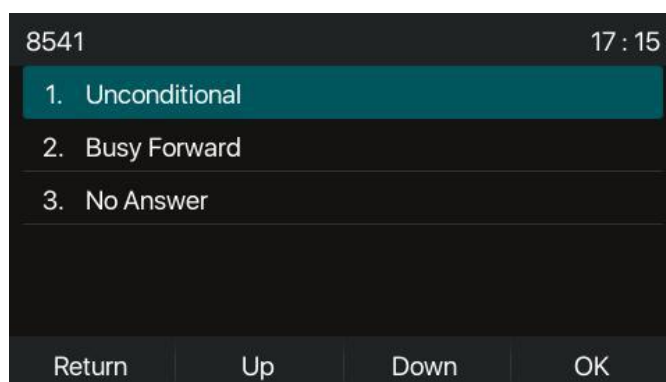 8541 17 : 15
1. Unconditional
2. Busy Forward
3. No Answer
Return Up Down OK